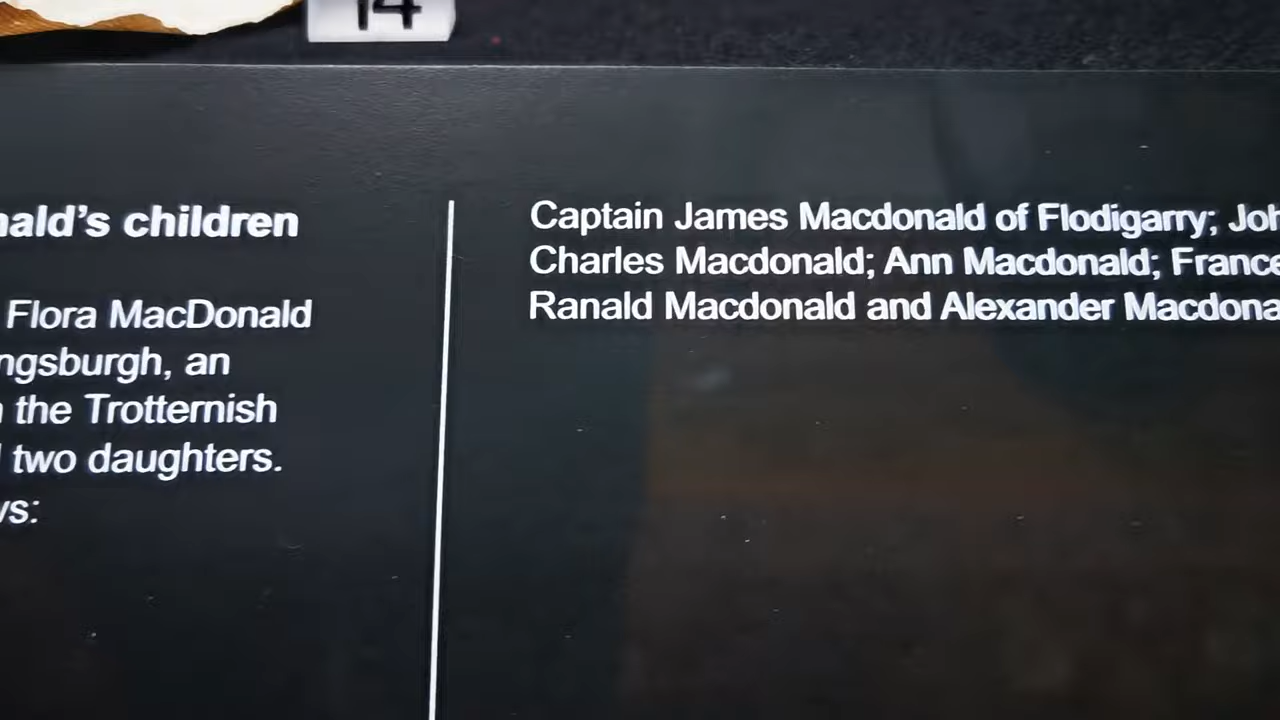 14
nald's children
Flora MacDonald
ngsburgh, an
the Trotternish
two daughters.
ws:
Captain James Macdonald of Flodigarry; Joh
Charles Macdonald; Ann Macdonald; France
Ranald Macdonald and Alexander Macdona